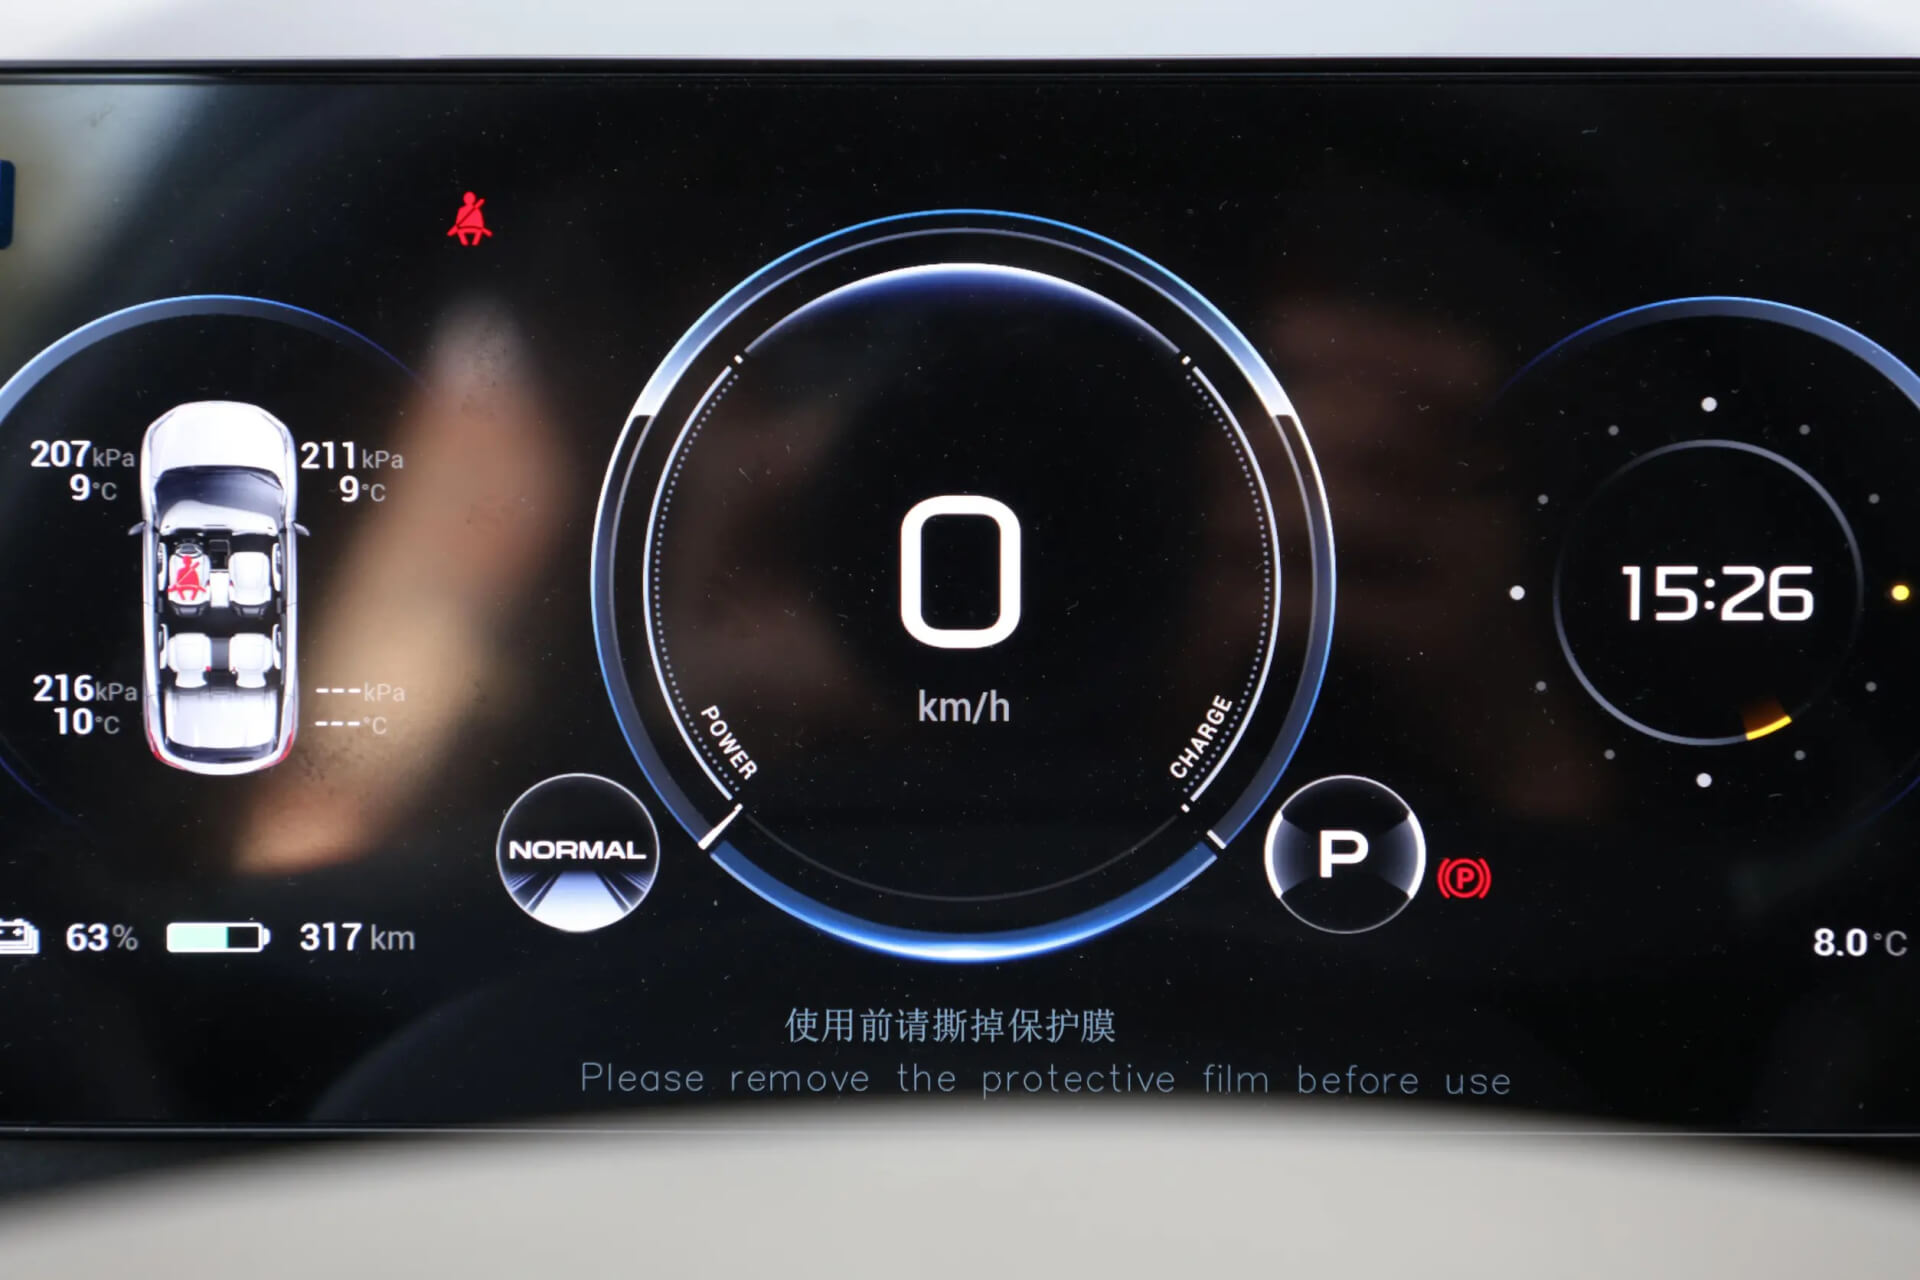 207kPa 211kPa
9°C 9°C
216kPa ---kPa
10°C ---°C
0
km/h
POWER
CHARGE
15:26
NORMAL
P
P
63% 317 km
8.0°C
使用前请撕掉保护膜
Please remove the protective film before use